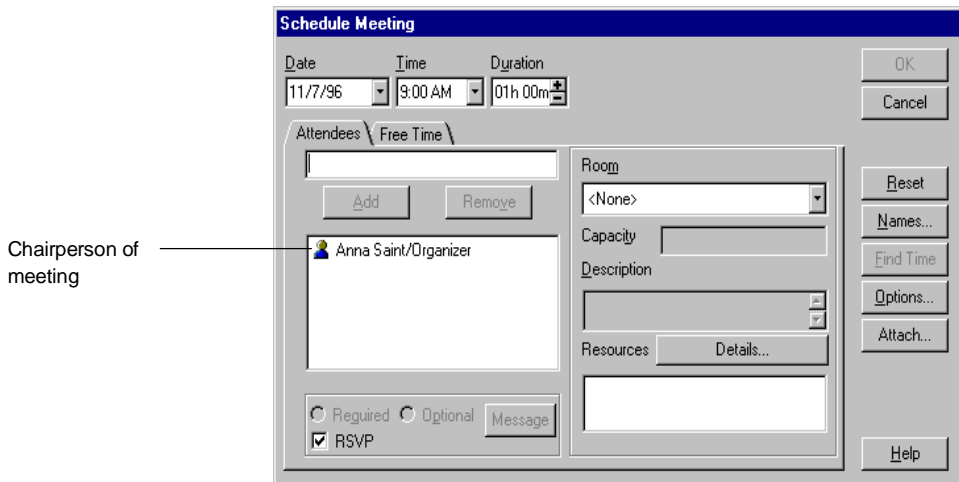 Schedule Meeting
Date Time Duration
11/7/96 9:00 AM 01h 00m
OK
Cancel
Attendees Free Time
Add Remove
Chairperson of
meeting
Anna Saint/Organizer
Required Optional Message
RSVP
Room
<None>
Capacity
Description
Resources Details...
Reset
Names...
Find Time
Options...
Attach...
Help